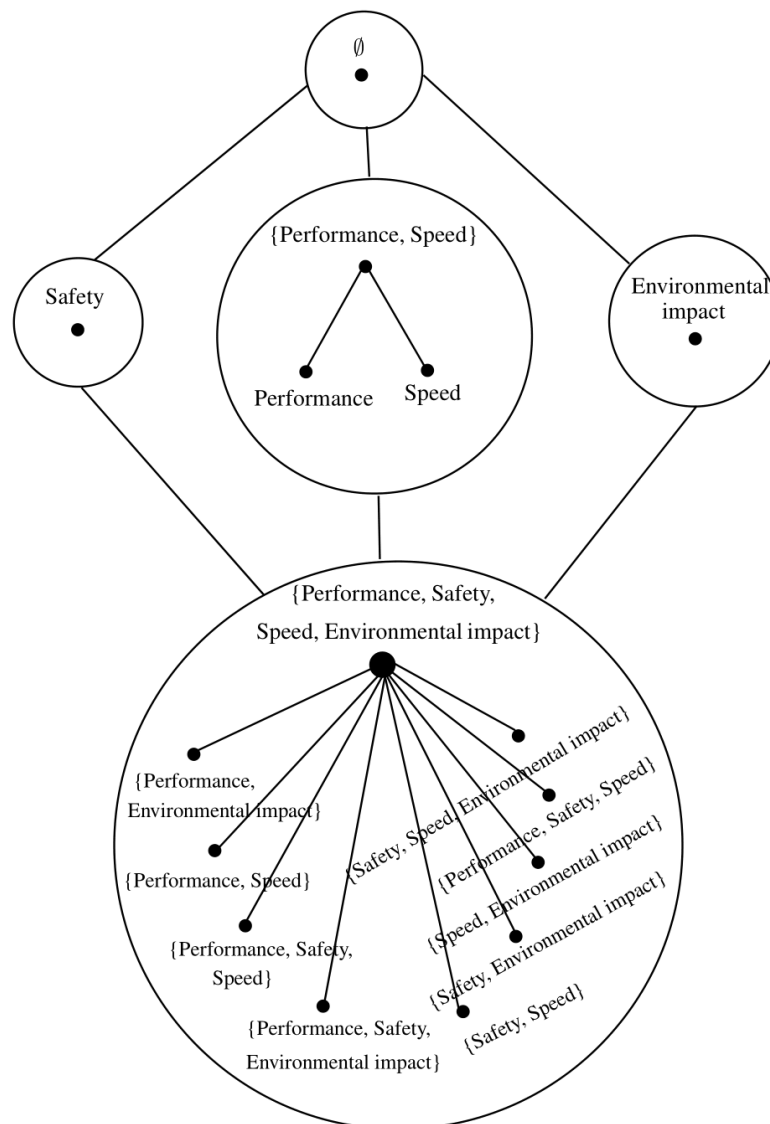 ∅
{Performance, Speed}
Safety
Environmental
impact
Performance
Speed
{Performance, Safety,
Speed, Environmental impact}
{Performance,
Environmental impact}
{Safety, Speed, Environmental impact}
{Performance, Speed}
{Performance, Safety, Speed}
{Speed, Environmental impact}
{Performance, Safety,
Speed}
{Safety, Environmental impact}
{Performance, Safety,
Environmental impact}
{Safety, Speed}